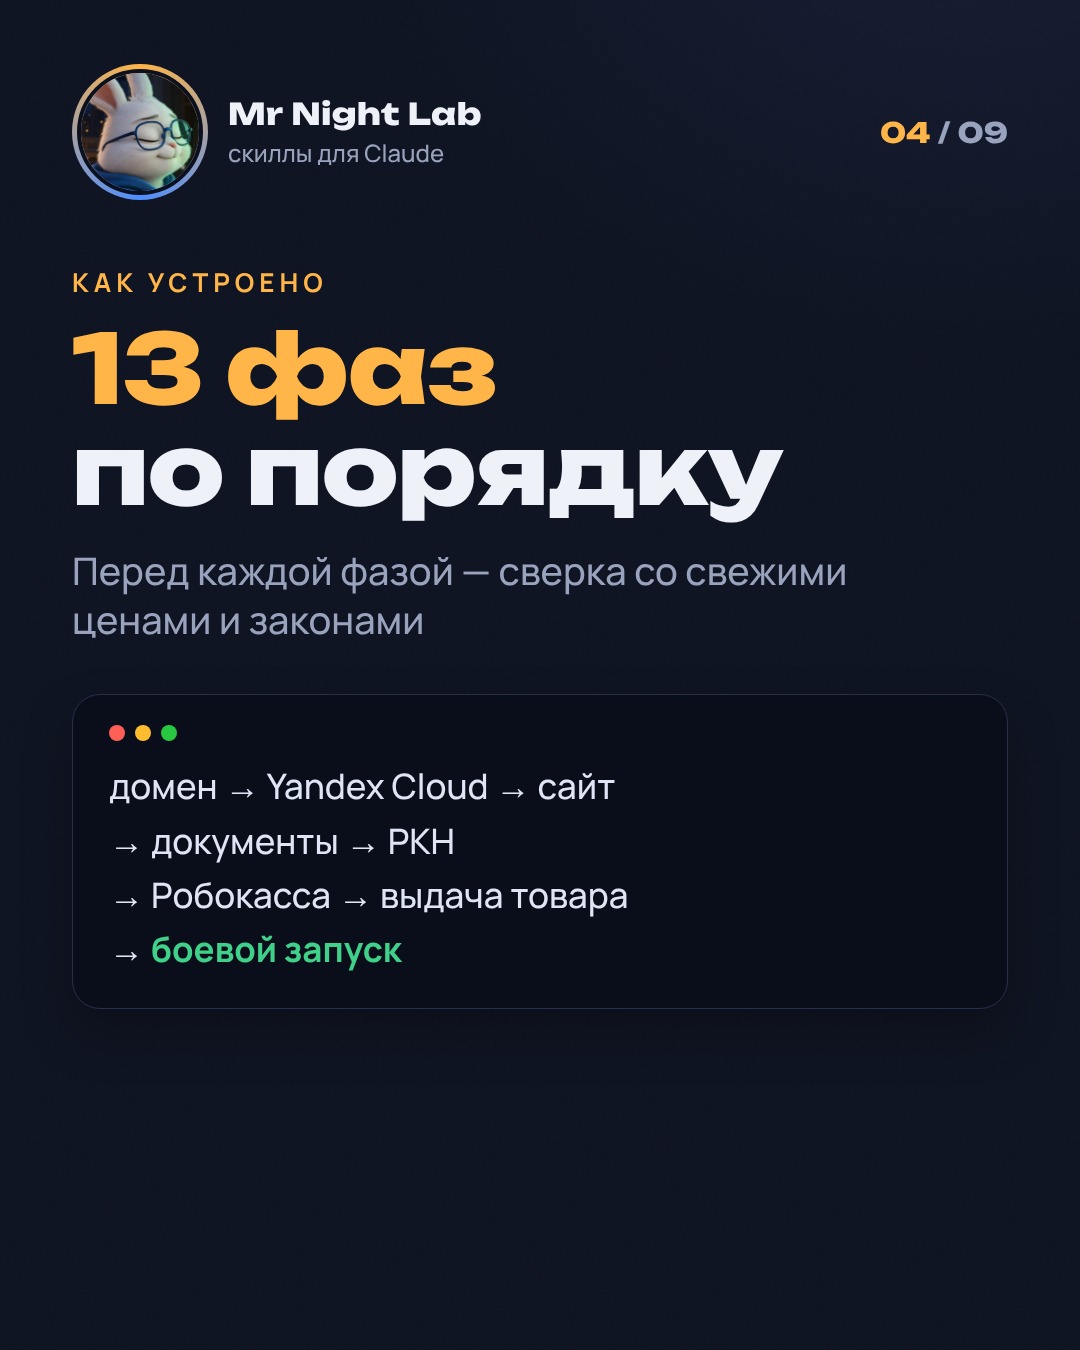 Mr Night Lab
скиллы для Claude
04 / 09
КАК УСТРОЕНО
13 фаз
по порядку
Перед каждой фазой — сверка со свежими
ценами и законами
домен → Yandex Cloud → сайт
→ документы → РКН
→ Робокасса → выдача товара
→ боевой запуск